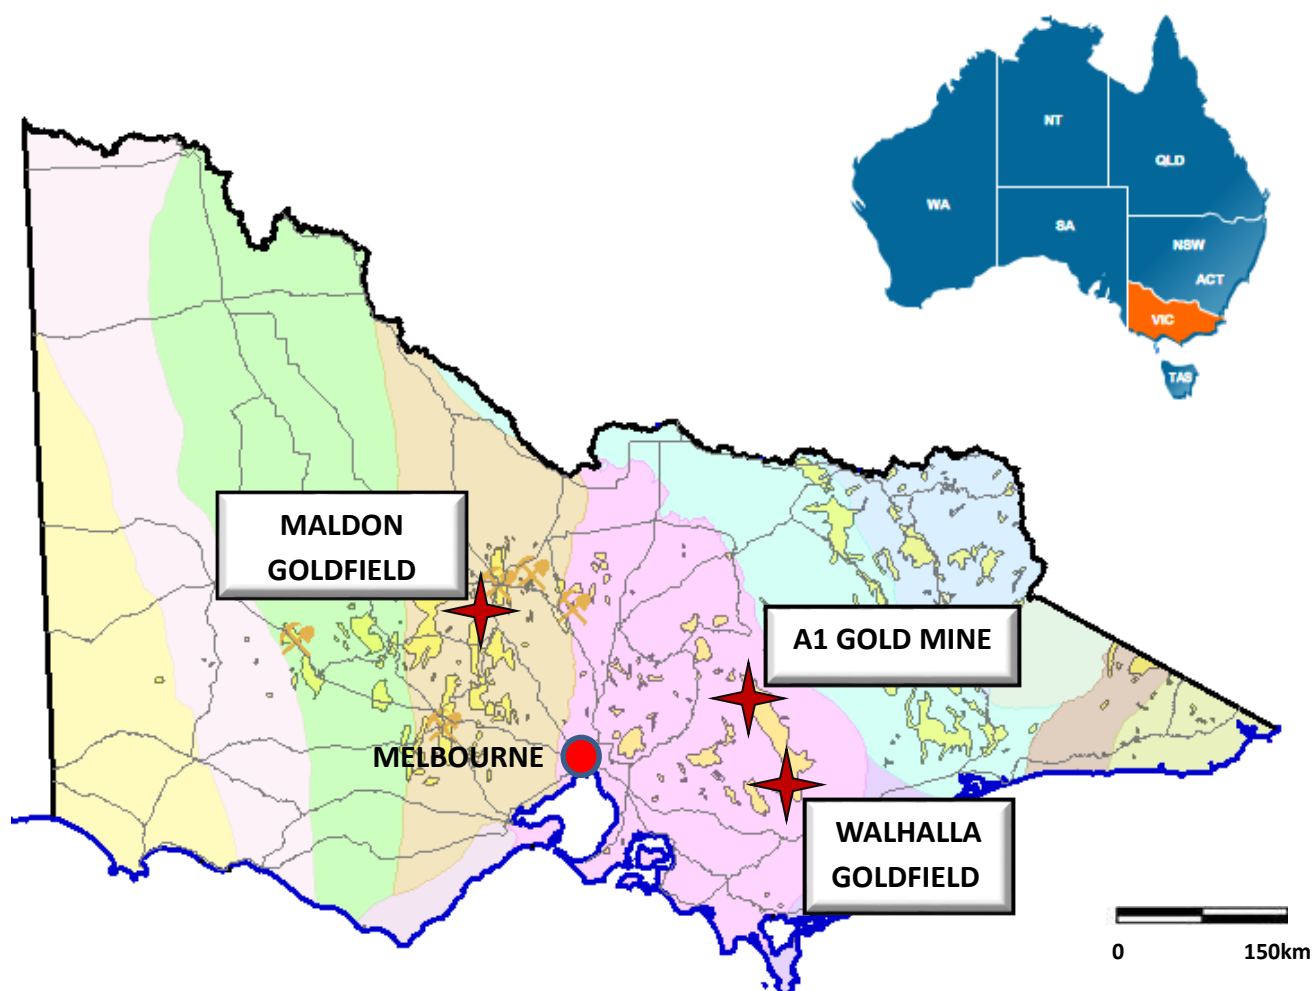 NT
QLD
WA
SA
NSW
ACT
VIC
TAS
MALDON
GOLDFIELD
A1 GOLD MINE
MELBOURNE
WALHALLA
GOLDFIELD
0 150km